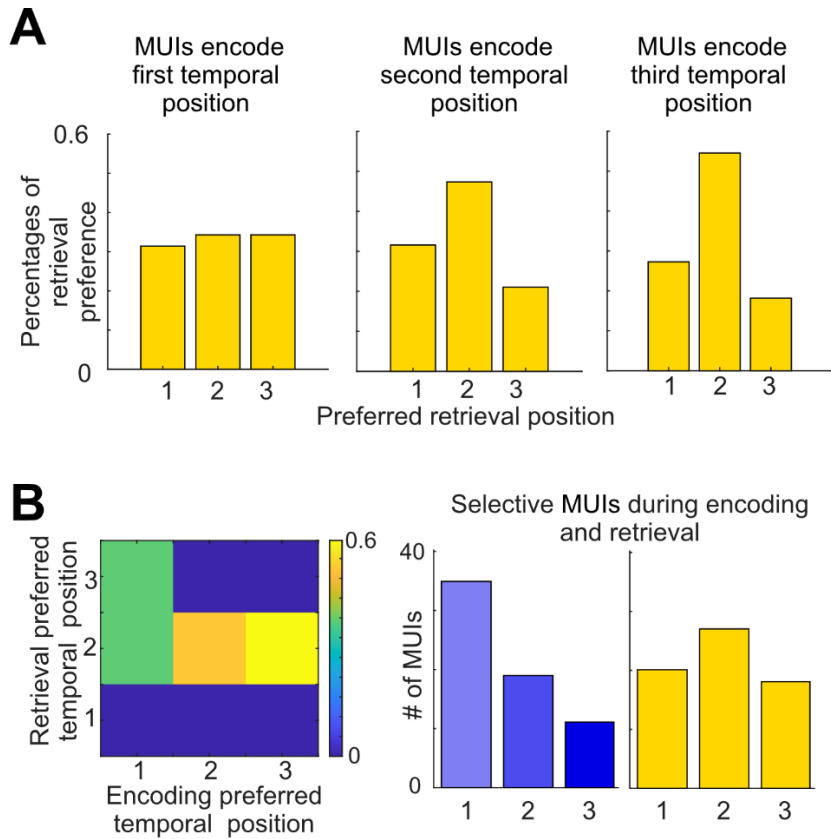 A
MUIs encode
first temporal
position
MUIs encode
second temporal
position
MUIs encode
third temporal
position
Percentages of
retrieval
preference
0.6
0
1 2 3
1 2 3
1 2 3
Preferred retrieval position
B
Retrieval preferred
temporal position
3
2
1
1 2 3
Encoding preferred
temporal position
0.6
0
Selective MUIs during encoding
and retrieval
# of MUIs
40
0
1 2 3
1 2 3